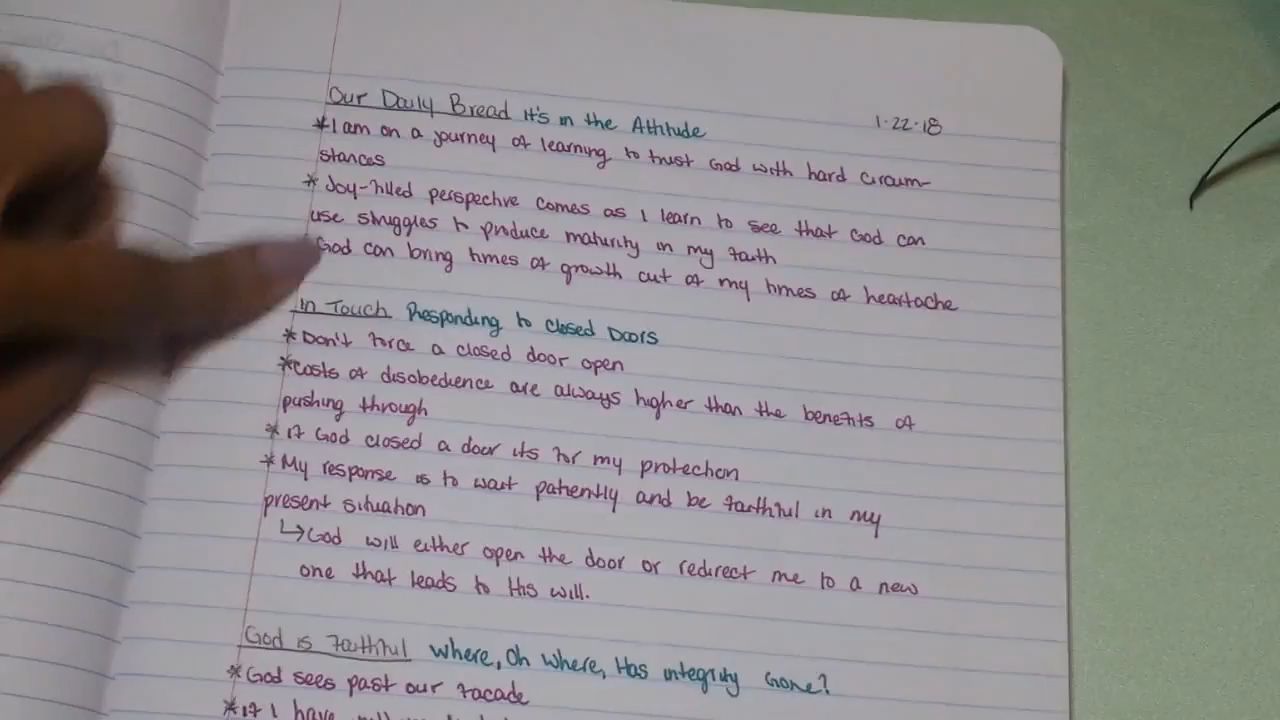 Our Daily Bread It's in the Attitude 1.22.18
*I am on a journey of learning to trust God with hard circum-
stances
* Joy-filled perspective comes as I learn to see that God can
use struggles to produce maturity in my faith
God can bring times of growth out of my times of heartache
In Touch Responding to Closed Doors
*Don't force a closed door open
*Costs of disobedience are always higher than the benefits of
pushing through
* If God closed a door its for my protection
* My response is to wait patiently and be faithful in my
present situation
↳God will either open the door or redirect me to a new
one that leads to His will.
God is Faithful Where, Oh Where, Has Integrity Gone?
*God sees past our facade
*If I have